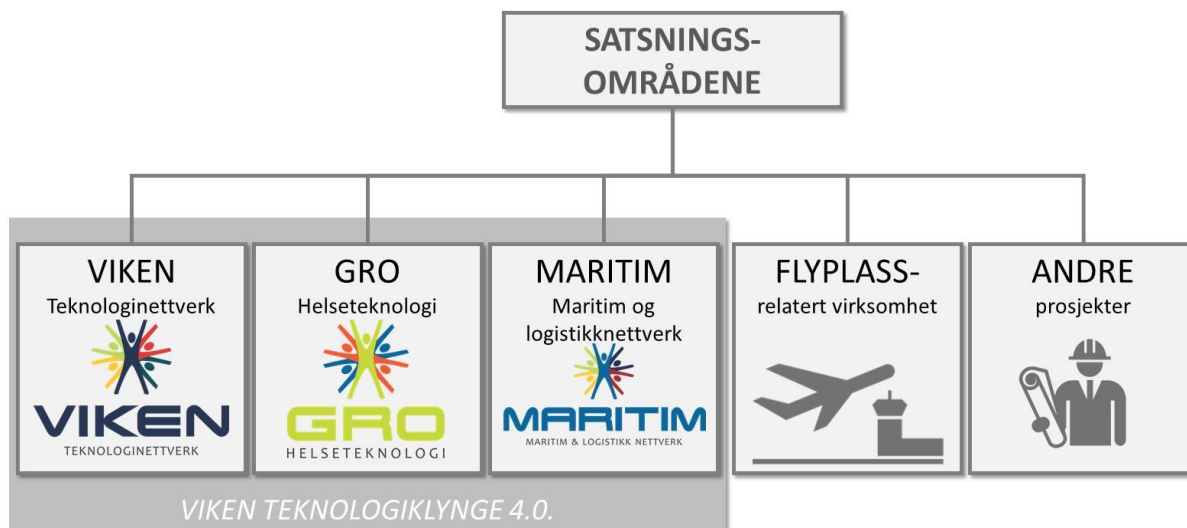 SATSNINGS-
OMRÅDENE
VIKEN
Teknologinettverk
VIKEN
TEKNOLOGINETTVERK
GRO
Helseteknologi
GRO
HELSETEKNOLOGI
MARITIM
Maritim og
logistikknettverk
MARITIM
MARITIM & LOGISTIKK NETTVERK
FLYPLASS-
relatert virksomhet
ANDRE
prosjekter
VIKEN TEKNOLOGIKLYNGE 4.0.